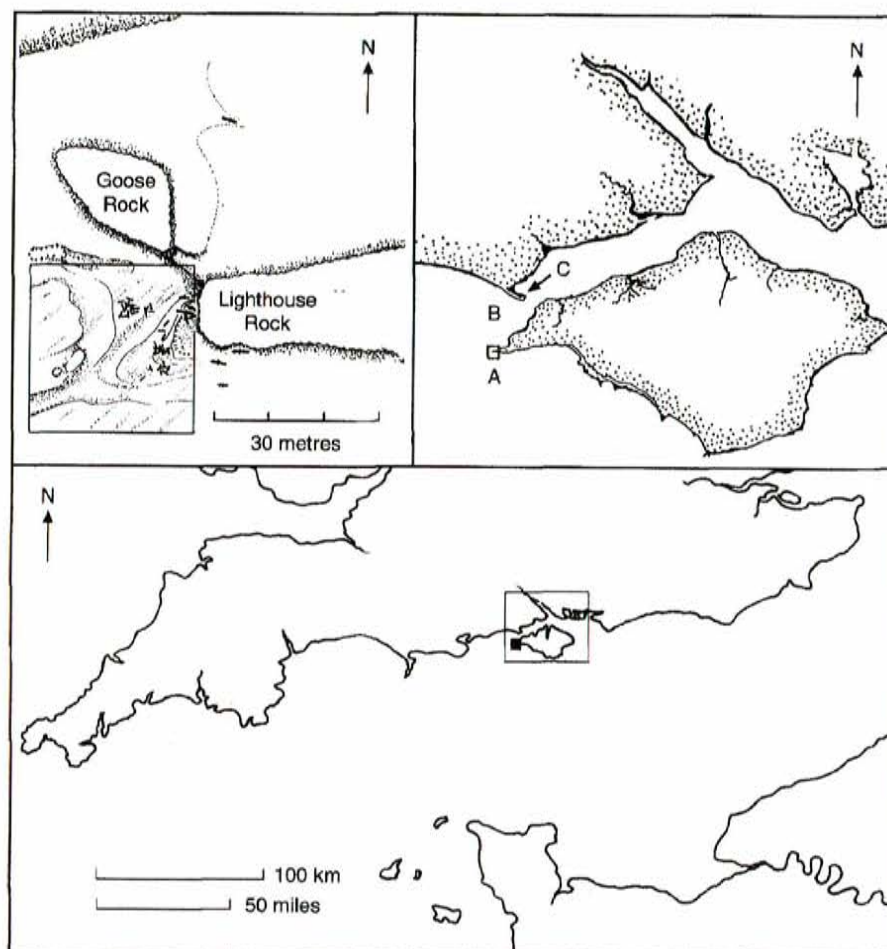 N
Goose
Rock
Lighthouse
Rock
30 metres
N
C
B
A
N
100 km
50 miles